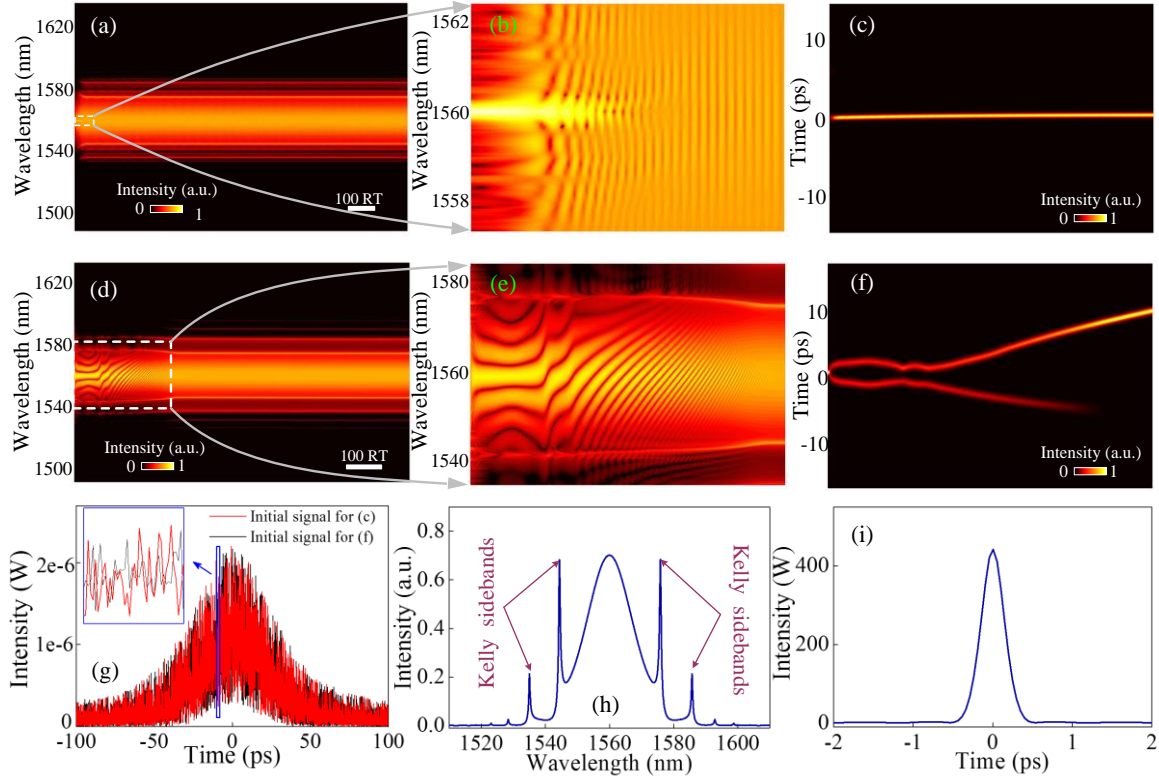 (a)
Wavelength (nm)
1620
1580
1540
1500
Intensity (a.u.)
0 1
100 RT
(b)
Wavelength (nm)
1562
1560
1558
(c)
Time (ps)
10
0
-10
Intensity (a.u.)
0 1
(d)
Wavelength (nm)
1620
1580
1540
1500
Intensity (a.u.)
0 1
100 RT
(e)
Wavelength (nm)
1580
1560
1540
(f)
Time (ps)
10
0
-10
Intensity (a.u.)
0 1
(g)
Intensity (W)
2e-6
1e-6
0
Initial signal for (c)
Initial signal for (f)
-100 -50 0 50 100
Time (ps)
(h)
Intensity (a.u.)
0.8
0.6
0.4
0.2
0.0
Kelly sidebands
Kelly sidebands
1520 1540 1560 1580 1600
Wavelength (nm)
(i)
Intensity (W)
400
200
0
-2 -1 0 1 2
Time (ps)